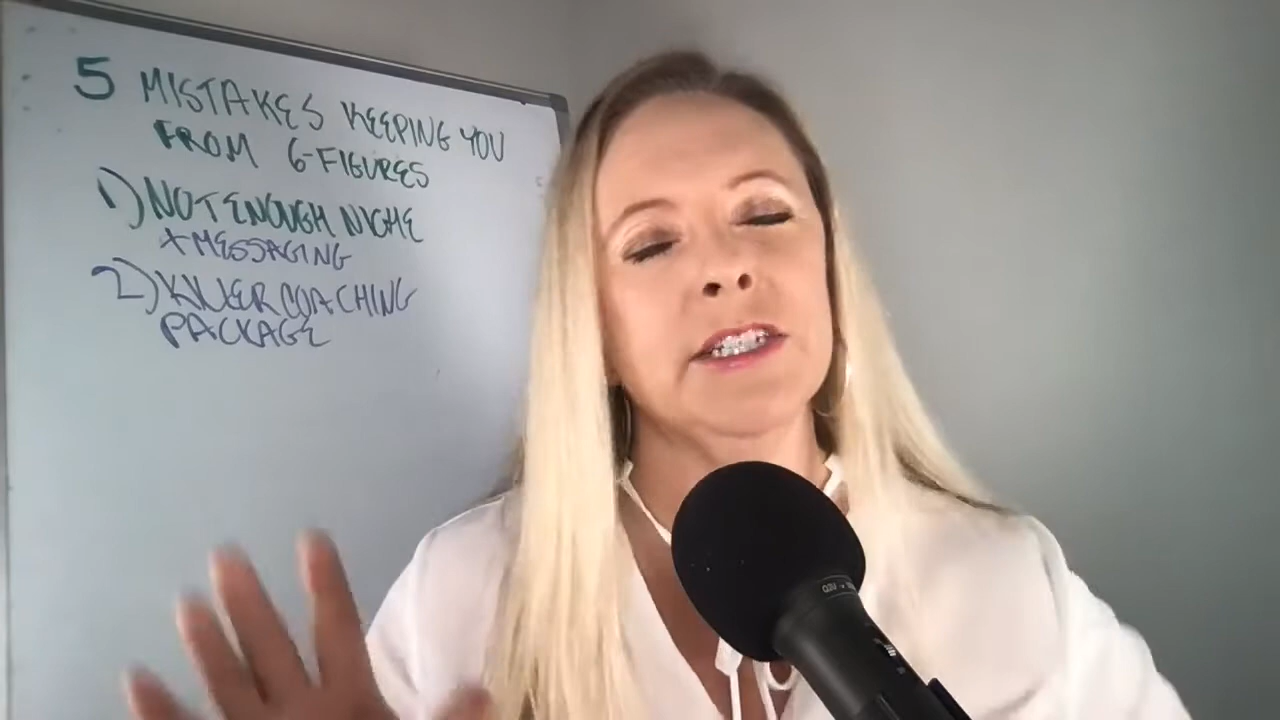 5 MISTAKES KEEPING YOU
FROM 6-FIGURES
1) NOT ENOUGH NICHE
+ MESSAGING
2) KILLER COACHING
PACKAGE